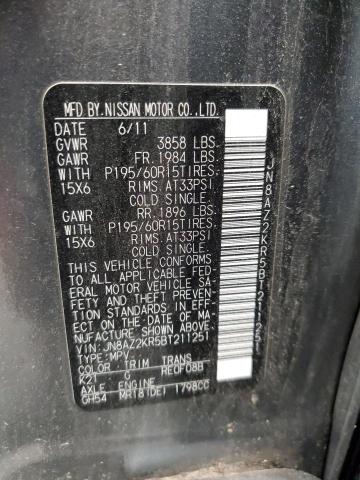 MFD.BY.NISSAN MOTOR CO.,LTD.
DATE 6/11
GVWR 3858 LBS.
GAWR FR. 1984 LBS.
WITH P195/60R15TIRES.
15X6 RIMS. AT33PSI
COLD SINGLE.
GAWR RR. 1896 LBS.
WITH P195/60R15TIRES.
15X6 RIMS. AT33PSI
COLD SINGLE.
THIS VEHICLE CONFORMS
TO ALL APPLICABLE FED-
ERAL MOTOR VEHICLE SA-
FETY AND THEFT PREVENT-
ION STANDARDS IN EFF-
ECT ON THE DATE OF MA-
NUFACTURE SHOWN ABOVE.
VIN:JN8AZ2KR5BT211251
TYPE:MPV
COLOR TRIM TRANS
K21 G RE0F08B
AXLE ENGINE
GH54 MR18(DE) 1798CC
JN8AZ2KR5BT211251